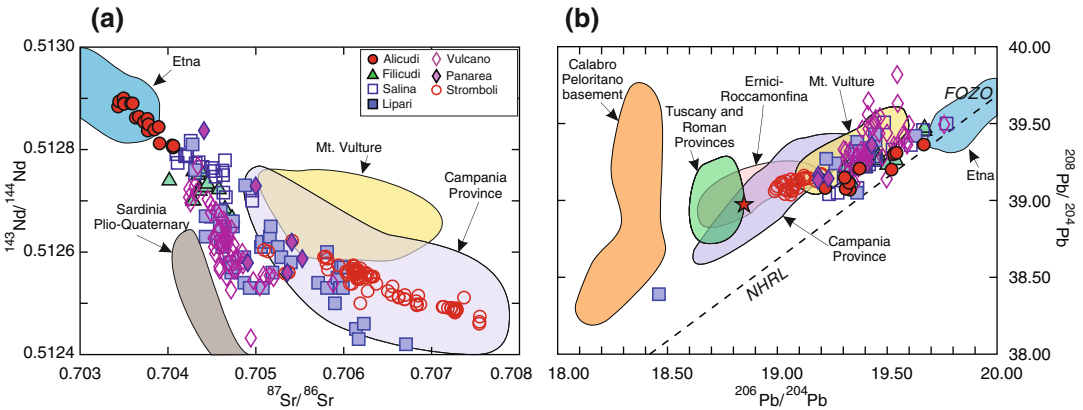 (a)
0.5130
0.5128
0.5126
0.5124
143Nd/ 144Nd
0.703
0.704
0.705
0.706
0.707
0.708
87Sr/86Sr
Etna
Mt. Vulture
Campania
Province
Sardinia
Plio-Quaternary
Alicudi
Filicudi
Salina
Lipari
Vulcano
Panarea
Stromboli
(b)
40.00
39.50
39.00
38.50
38.00
208Pb/ 204Pb
18.00
18.50
19.00
19.50
20.00
206Pb/204Pb
Calabro
Peloritano
basement
Tuscany and
Roman
Provinces
Ernici-
Roccamonfina
Mt. Vulture
FOZO
Etna
Campania
Province
NHRL